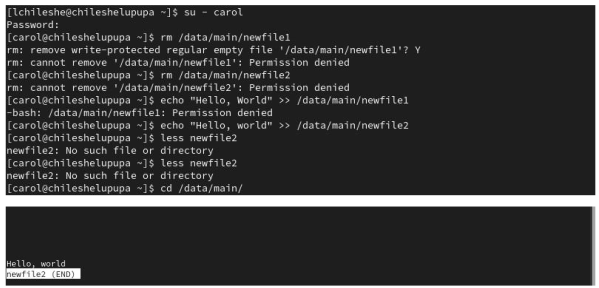 [lchileshe@chileshelupupa ~]$ su - carol
Password:
[carol@chileshelupupa ~]$ rm /data/main/newfile1
rm: remove write-protected regular empty file '/data/main/newfile1'? Y
rm: cannot remove '/data/main/newfile1': Permission denied
[carol@chileshelupupa ~]$ rm /data/main/newfile2
rm: cannot remove '/data/main/newfile2': Permission denied
[carol@chileshelupupa ~]$ echo "Hello, World" >> /data/main/newfile1
-bash: /data/main/newfile1: Permission denied
[carol@chileshelupupa ~]$ echo "Hello, world" >> /data/main/newfile2
[carol@chileshelupupa ~]$ less newfile2
newfile2: No such file or directory
[carol@chileshelupupa ~]$ less newfile2
newfile2: No such file or directory
[carol@chileshelupupa ~]$ cd /data/main/
Hello, world
newfile2 (END)